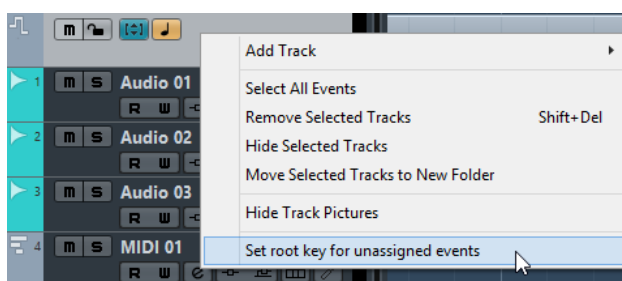 m
Add Track
1 m S Audio 01
Select All Events
R W
Remove Selected Tracks Shift+Del
2 m S Audio 02
Hide Selected Tracks
R W
Move Selected Tracks to New Folder
3 m S Audio 03
Hide Track Pictures
R W
4 m S MIDI 01
Set root key for unassigned events
R W e